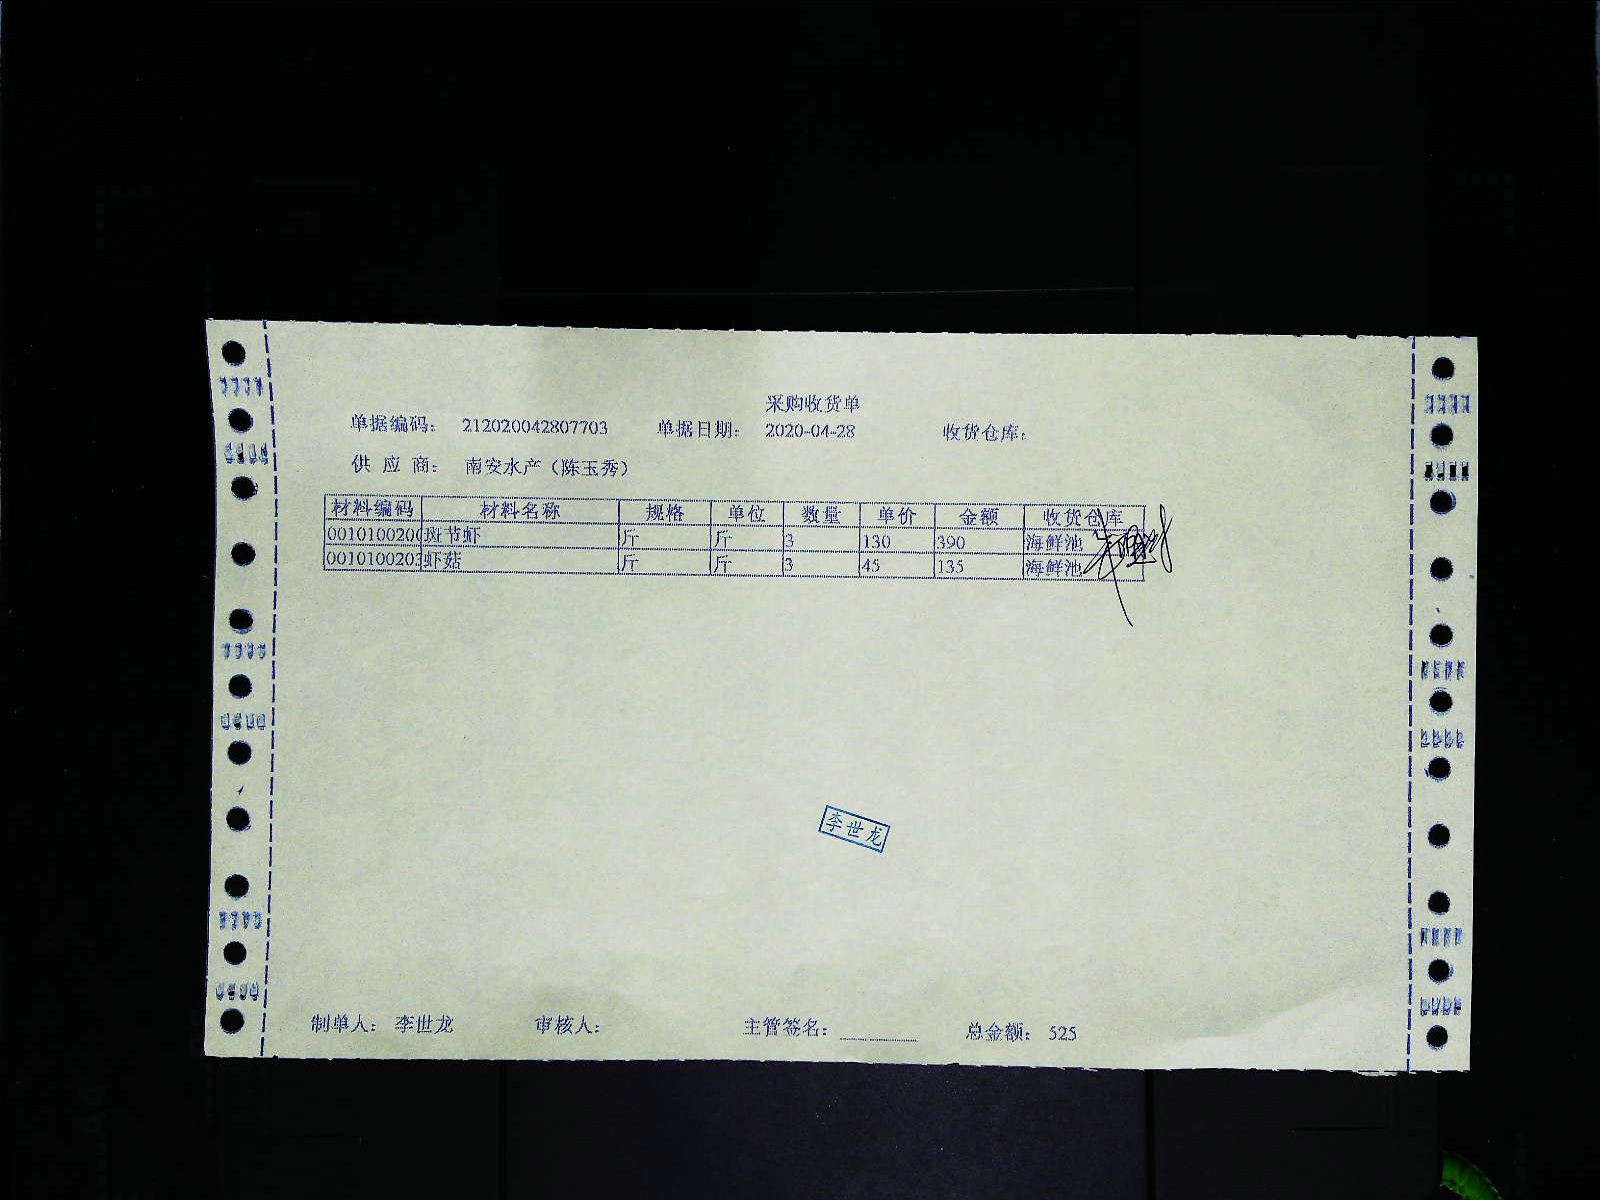 采购收货单
单据编码： 212020042807703 单据日期： 2020-04-28 收货仓库：
供 应 商： 南安水产（陈玉秀）
材料编码 材料名称 规格 单位 数量 单价 金额 收货仓库
001010020 斑节虾 斤 斤 3 130 390 海鲜池
001010020 虾菇 斤 斤 3 45 135 海鲜池
李世龙
制单人： 李世龙 审核人： 主管签名： 总金额： 525